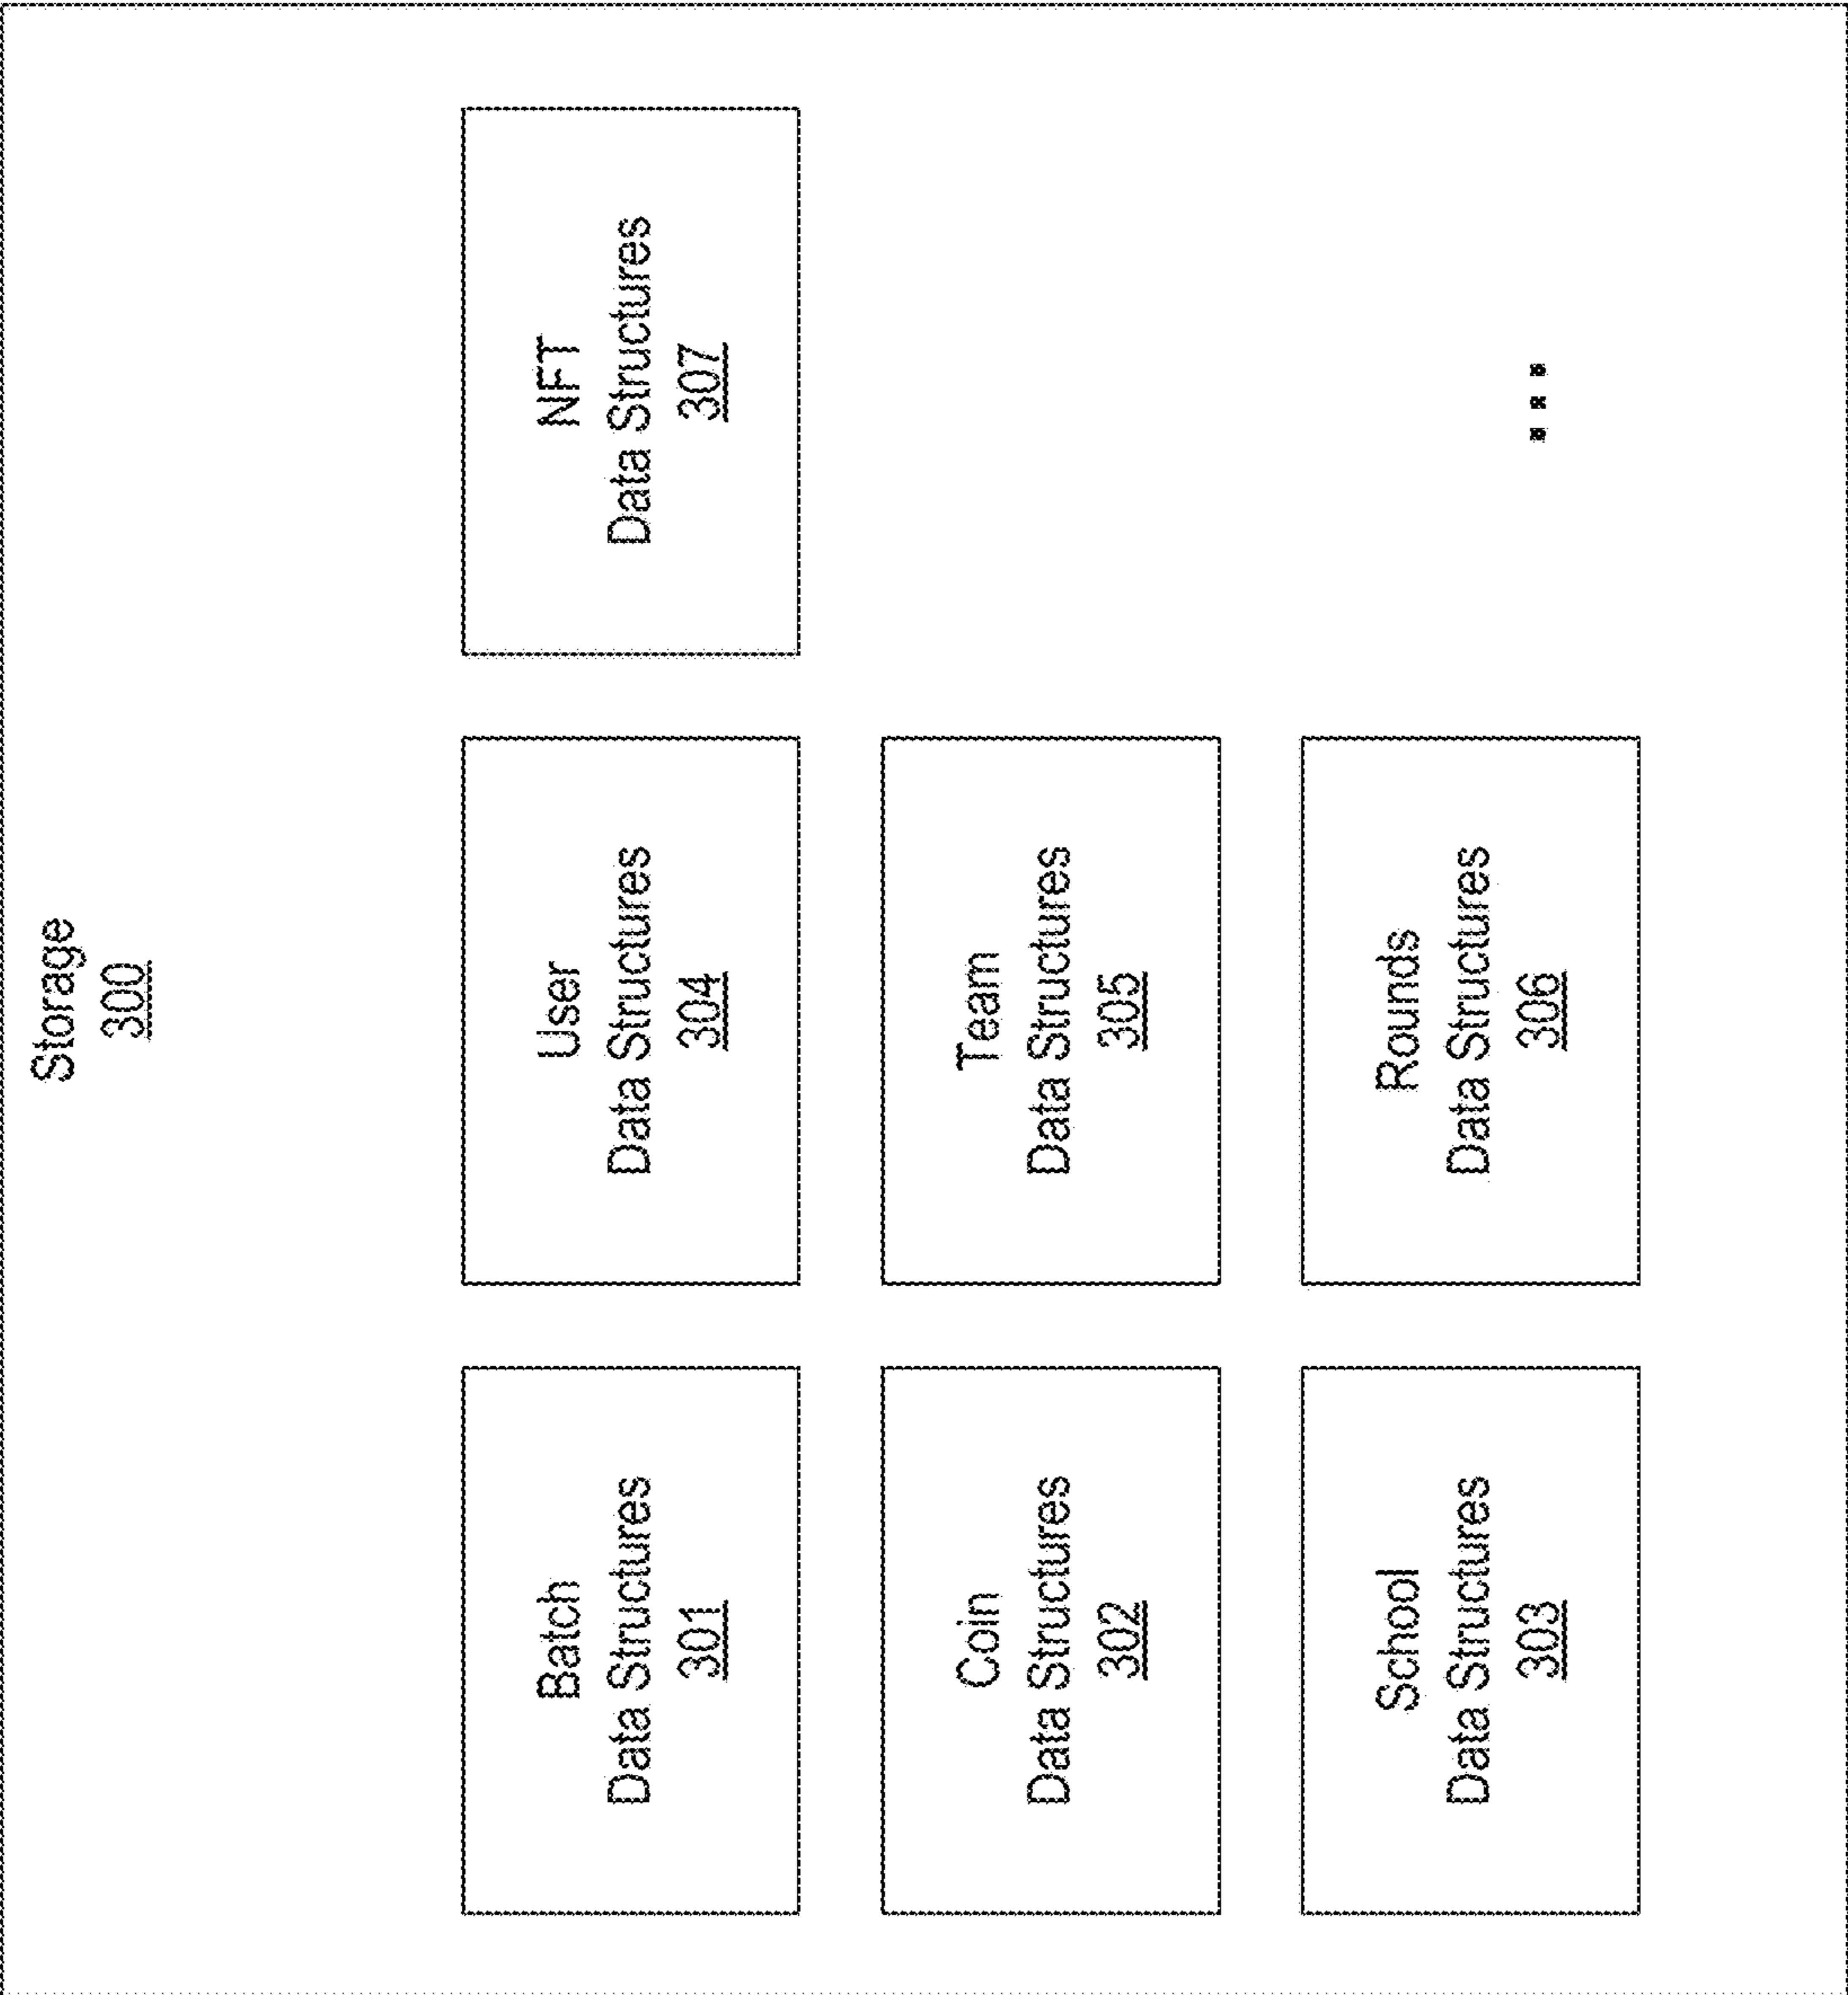 Storage
300
Batch
Data Structures
301
User
Data Structures
304
NFT
Data Structures
307
Coin
Data Structures
302
Team
Data Structures
305
School
Data Structures
303
Rounds
Data Structures
306
...